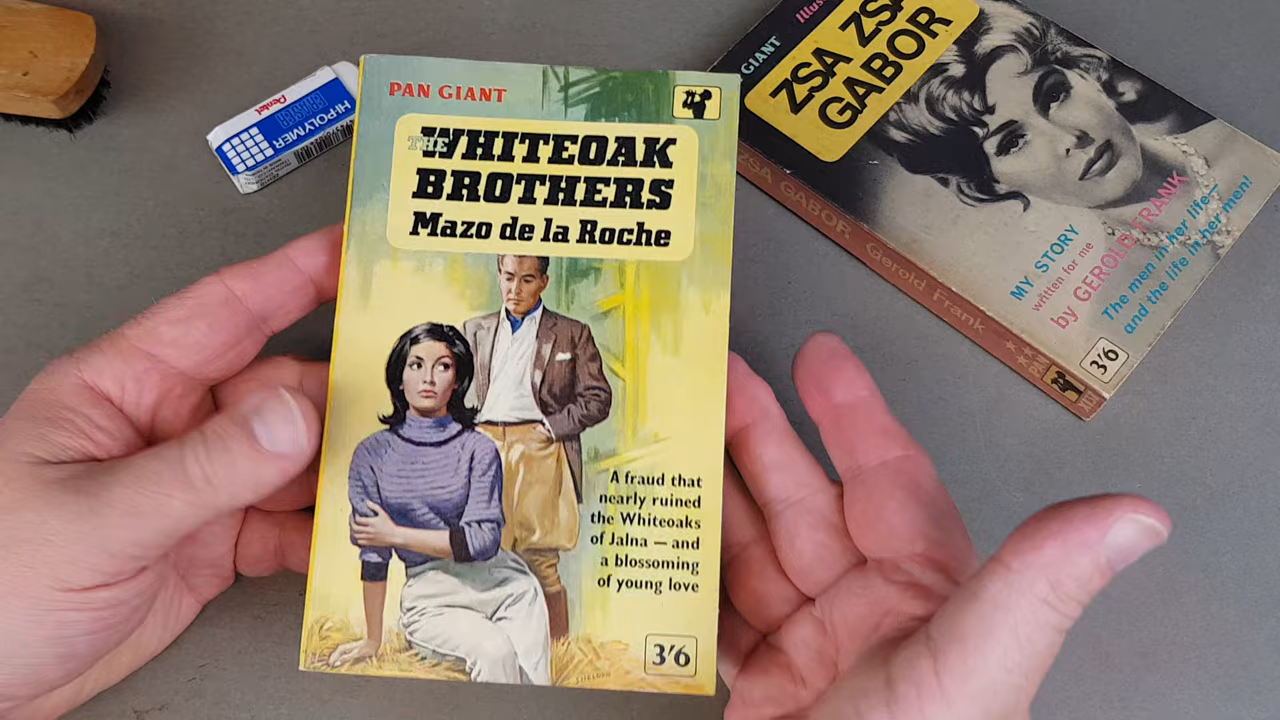 PAN GIANT
THE WHITEOAK
BROTHERS
Mazo de la Roche
A fraud that
nearly ruined
the Whiteoaks
of Jalna — and
a blossoming
of young love
3'6
Pentel
HI-POLYMER
ERASER
GIANT
ZSA ZSA
GABOR
MY STORY
written for me
by GEROLD FRANK
The men in her life—
and the life in her men!
3'6
ZSA GABOR Gerold Frank
PAN